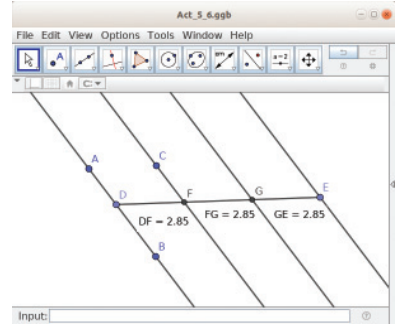 Act_5_6.ggb
File Edit View Options Tools Window Help
A
a=2
C:
A
C
D
F
G
E
DF = 2.85
FG = 2.85
GE = 2.85
B
Input: